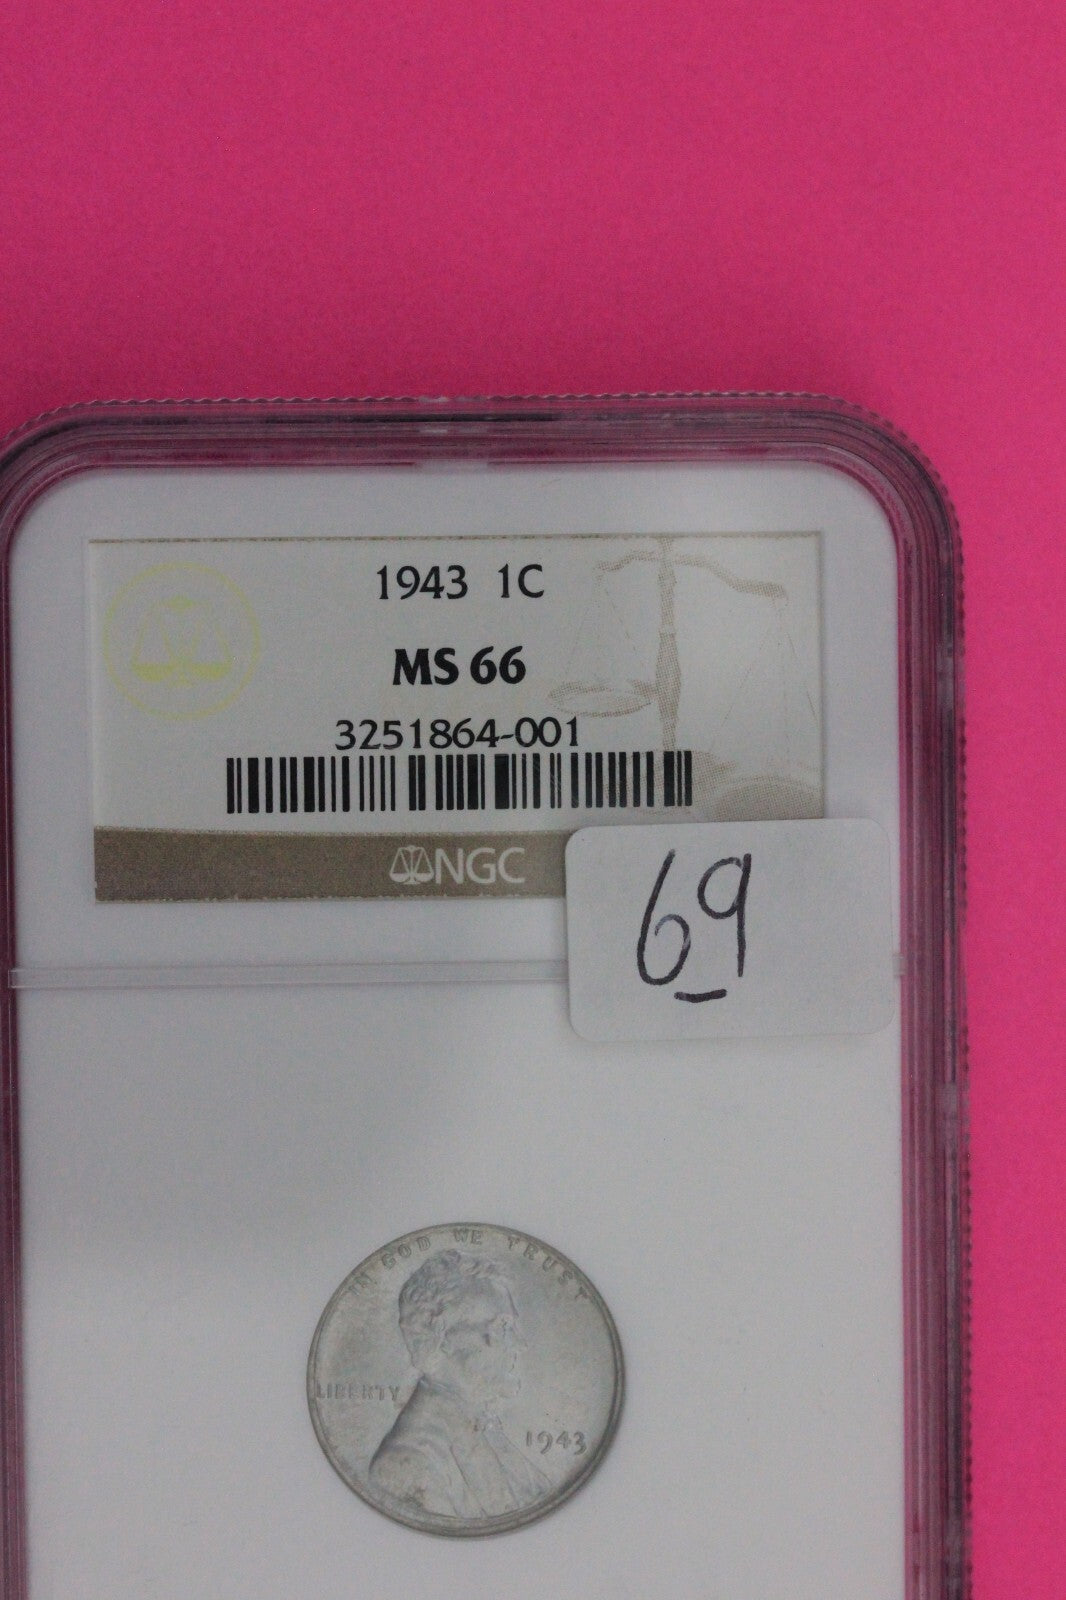 1943 1C
MS 66
3251864-001
NGC
69
IN GOD WE TRUST
LIBERTY
1943